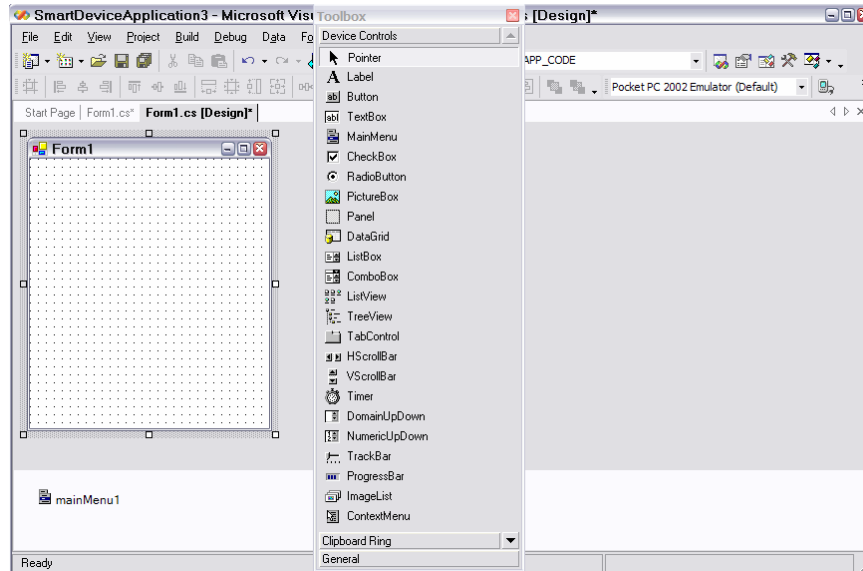 SmartDeviceApplication3 - Microsoft Visu
Toolbox
[Design]*
File Edit View Project Build Debug Data Fo
APP_CODE
Pocket PC 2002 Emulator (Default)
Start Page Form1.cs* Form1.cs [Design]*
Form1
Device Controls
Pointer
A Label
ab Button
abl TextBox
MainMenu
CheckBox
RadioButton
PictureBox
Panel
DataGrid
ListBox
ComboBox
ListView
TreeView
TabControl
HScrollBar
VScrollBar
Timer
DomainUpDown
NumericUpDown
TrackBar
ProgressBar
ImageList
ContextMenu
Clipboard Ring
General
mainMenu1
Ready